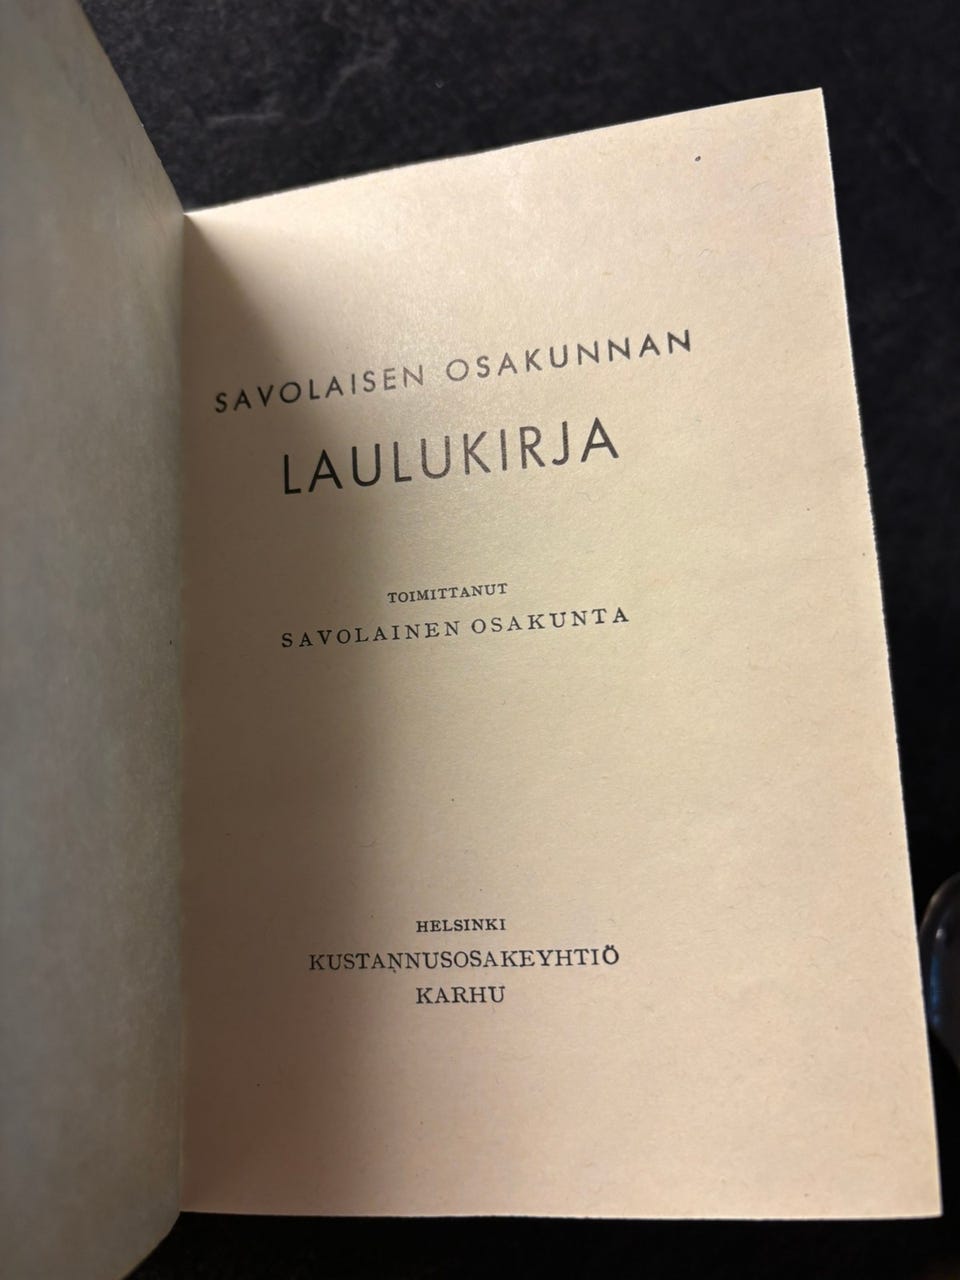 SAVOLAISEN OSAKUNNAN
LAULUKIRJA
TOIMITTANUT
SAVOLAINEN OSAKUNTA
HELSINKI
KUSTANNUSOSAKEYHTIÖ
KARHU